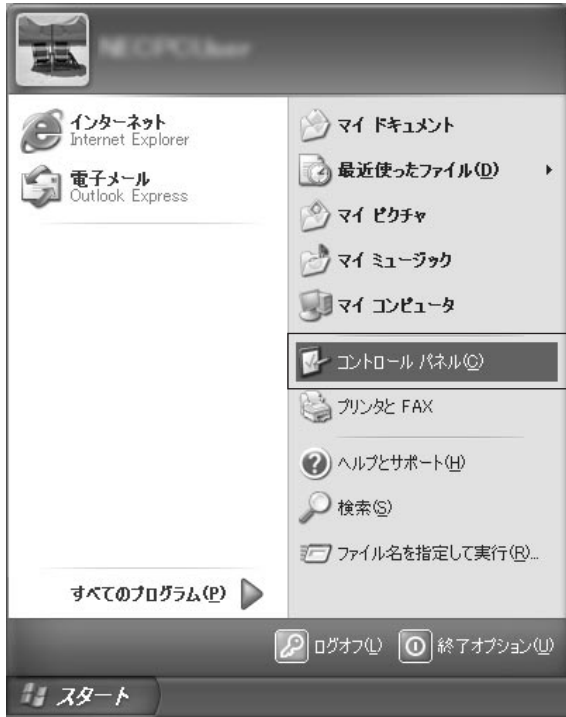 インターネット
Internet Explorer
電子メール
Outlook Express
すべてのプログラム(P)
マイ ドキュメント
最近使ったファイル(D)
マイ ピクチャ
マイ ミュージック
マイ コンピュータ
コントロール パネル(C)
プリンタと FAX
ヘルプとサポート(H)
検索(S)
ファイル名を指定して実行(R)...
ログオフ(L)
終了オプション(U)
スタート